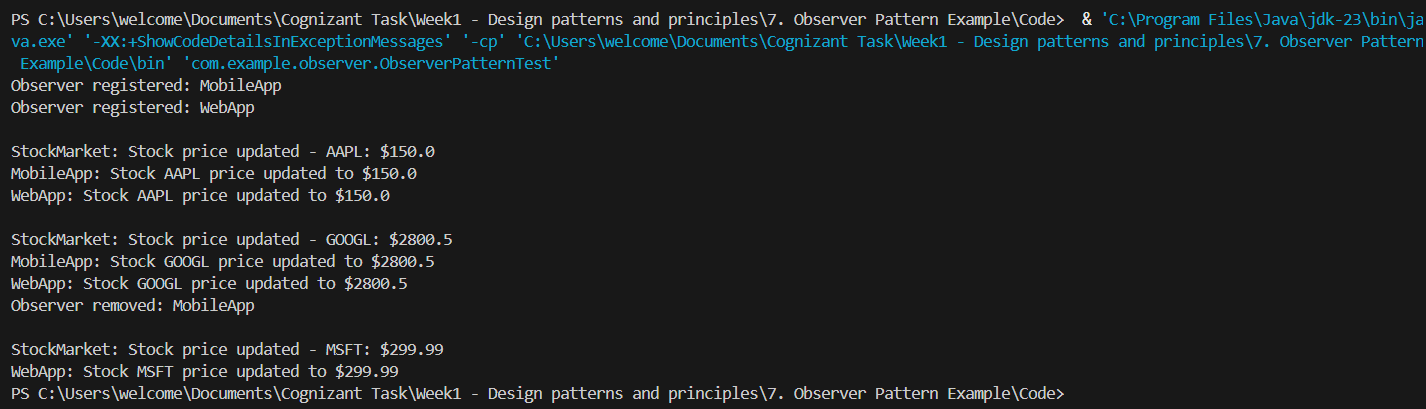 PS C:\Users\welcome\Documents\Cognizant Task\Week1 - Design patterns and principles\7. Observer Pattern Example\Code>  & 'C:\Program Files\Java\jdk-23\bin\ja
va.exe' '-XX:+ShowCodeDetailsInExceptionMessages' '-cp' 'C:\Users\welcome\Documents\Cognizant Task\Week1 - Design patterns and principles\7. Observer Pattern
 Example\Code\bin' 'com.example.observer.ObserverPatternTest'
Observer registered: MobileApp
Observer registered: WebApp

StockMarket: Stock price updated - AAPL: $150.0
MobileApp: Stock AAPL price updated to $150.0
WebApp: Stock AAPL price updated to $150.0

StockMarket: Stock price updated - GOOGL: $2800.5
MobileApp: Stock GOOGL price updated to $2800.5
WebApp: Stock GOOGL price updated to $2800.5
Observer removed: MobileApp

StockMarket: Stock price updated - MSFT: $299.99
WebApp: Stock MSFT price updated to $299.99
PS C:\Users\welcome\Documents\Cognizant Task\Week1 - Design patterns and principles\7. Observer Pattern Example\Code>